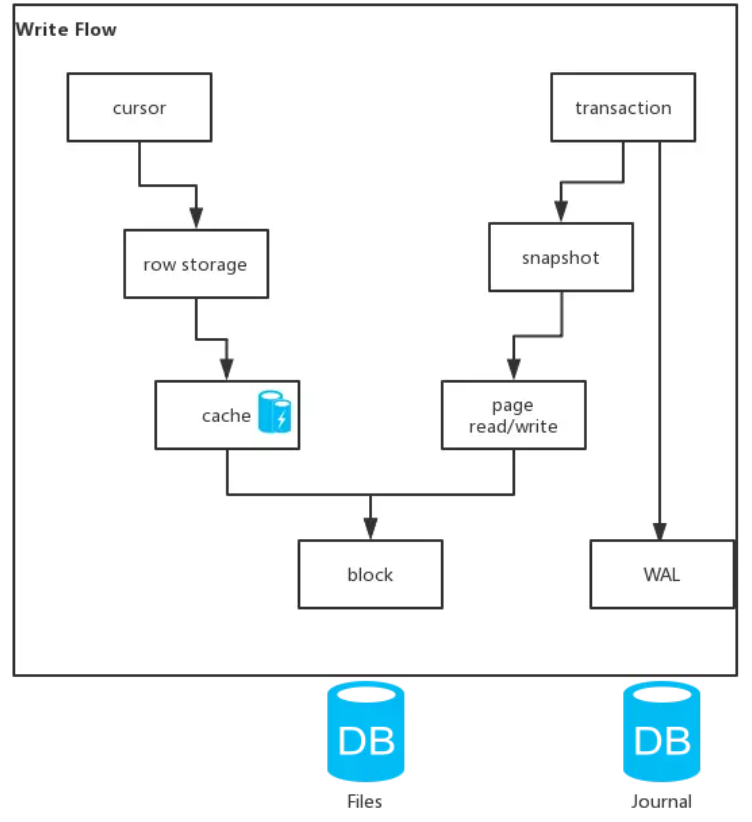 Write Flow
cursor
transaction
row storage
snapshot
cache
page
read/write
block
WAL
DB
DB
Files
Journal